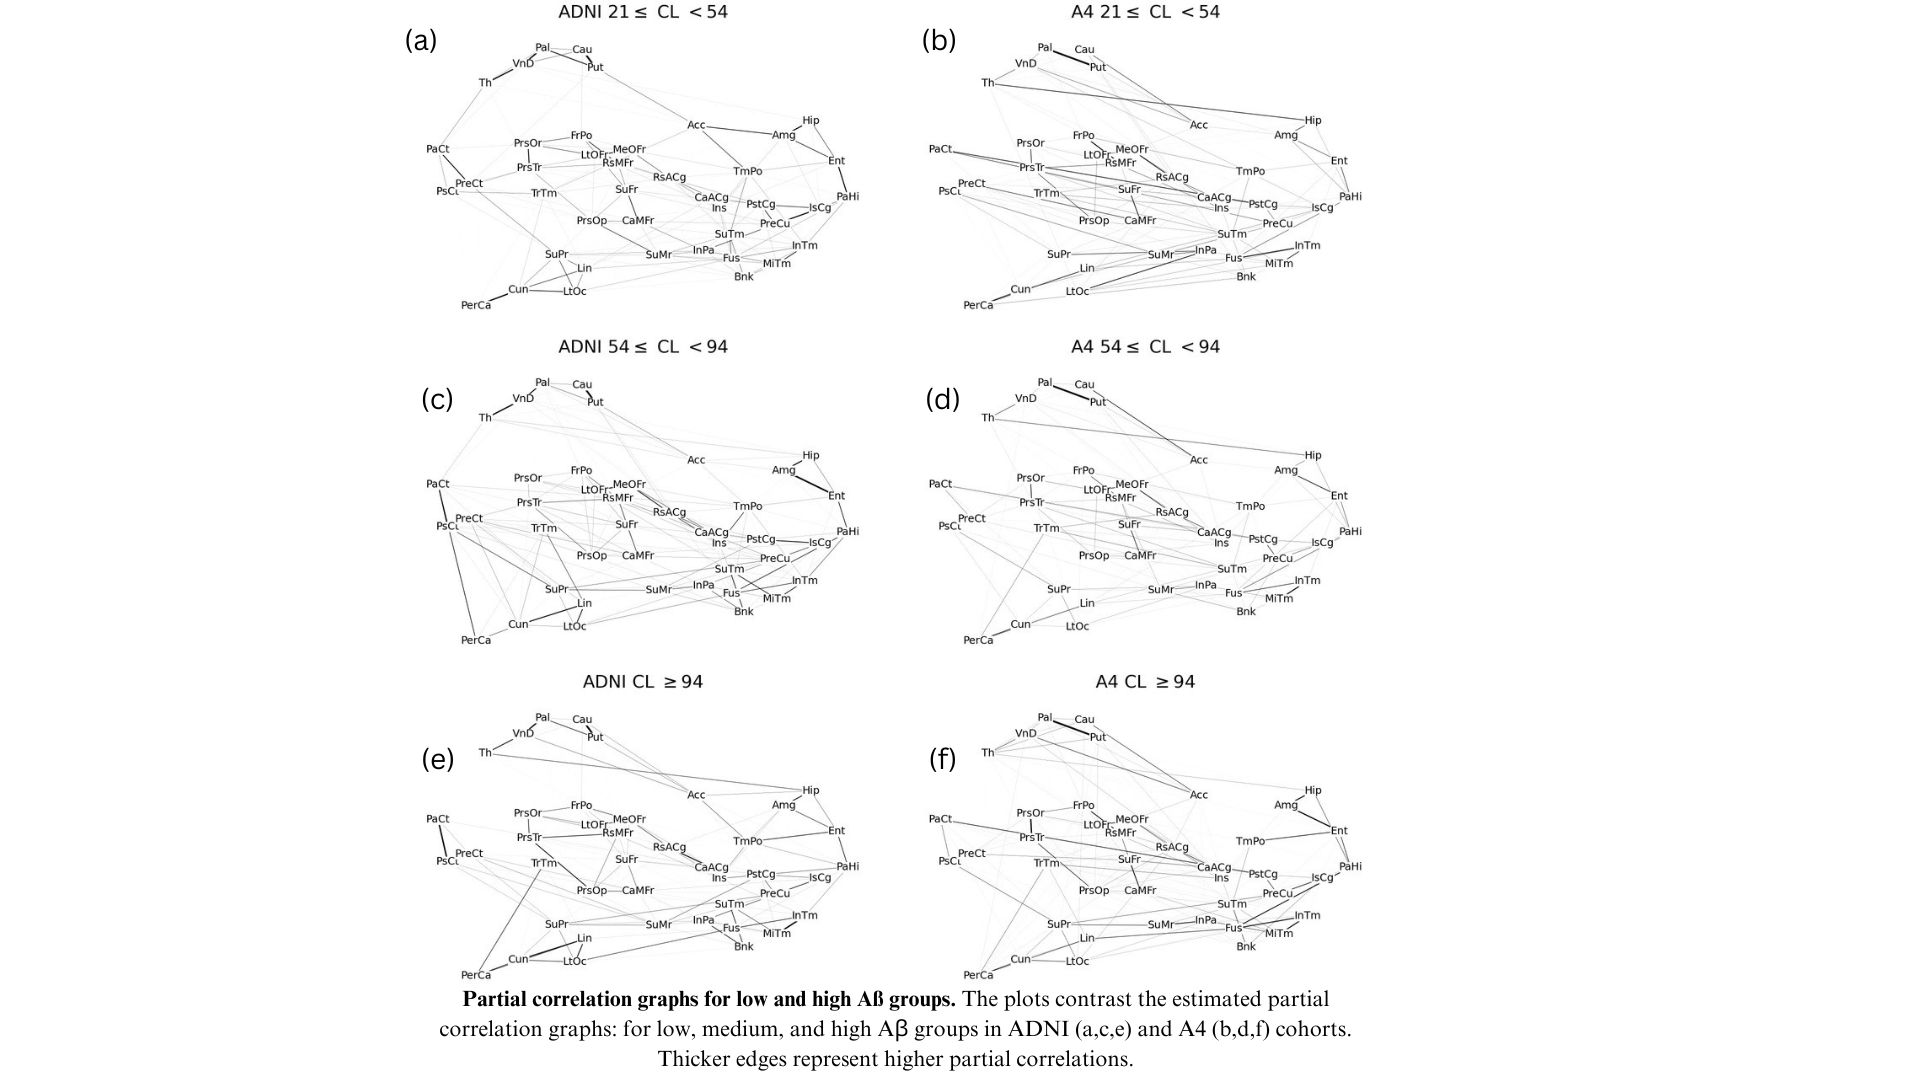 ADNI 21 ≤ CL < 54
A4 21 ≤ CL < 54
(a)
Pal
Cau
VnD
Put
Th
Acc
Hip
Amg
FrPo
PrsOr
MeOFr
LtOFr
PaCt
RsMFr
Ent
PrsTr
TmPo
RsACg
PreCt
PsCt
TrTm
SuFr
CaACg
PaHi
Ins
PstCg
IsCg
PrsOp
CaMFr
PreCu
SuTm
InTm
InPa
SuPr
SuMr
Fus
MiTm
Lin
Bnk
Cun
LtOc
PerCa
(b)
Pal
Cau
VnD
Put
Th
Acc
Hip
Amg
FrPo
PrsOr
MeOFr
LtOFr
PaCt
RsMFr
Ent
PrsTr
TmPo
RsACg
PreCt
PsCt
TrTm
SuFr
CaACg
PaHi
Ins
PstCg
IsCg
PrsOp
CaMFr
PreCu
SuTm
InTm
InPa
SuPr
SuMr
Fus
MiTm
Lin
Bnk
Cun
LtOc
PerCa
ADNI 54 ≤ CL < 94
A4 54 ≤ CL < 94
(c)
Pal
Cau
VnD
Put
Th
Acc
Hip
Amg
FrPo
PrsOr
MeOFr
LtOFr
PaCt
RsMFr
Ent
PrsTr
TmPo
RsACg
PreCt
PsCt
TrTm
SuFr
CaACg
PaHi
Ins
PstCg
IsCg
PrsOp
CaMFr
PreCu
SuTm
InTm
InPa
SuPr
SuMr
Fus
MiTm
Lin
Bnk
Cun
LtOc
PerCa
(d)
Pal
Cau
VnD
Put
Th
Acc
Hip
Amg
FrPo
PrsOr
MeOFr
LtOFr
PaCt
RsMFr
Ent
PrsTr
TmPo
RsACg
PreCt
PsCt
TrTm
SuFr
CaACg
PaHi
Ins
PstCg
IsCg
PrsOp
CaMFr
PreCu
SuTm
InTm
InPa
SuPr
SuMr
Fus
MiTm
Lin
Bnk
Cun
LtOc
PerCa
ADNI CL ≥ 94
A4 CL ≥ 94
(e)
Pal
Cau
VnD
Put
Th
Acc
Hip
Amg
FrPo
PrsOr
MeOFr
LtOFr
PaCt
RsMFr
Ent
PrsTr
TmPo
RsACg
PreCt
PsCt
TrTm
SuFr
CaACg
PaHi
Ins
PstCg
IsCg
PrsOp
CaMFr
PreCu
SuTm
InTm
InPa
SuPr
SuMr
Fus
MiTm
Lin
Bnk
Cun
LtOc
PerCa
(f)
Pal
Cau
VnD
Put
Th
Acc
Hip
Amg
FrPo
PrsOr
MeOFr
LtOFr
PaCt
RsMFr
Ent
PrsTr
TmPo
RsACg
PreCt
PsCt
TrTm
SuFr
CaACg
PaHi
Ins
PstCg
IsCg
PrsOp
CaMFr
PreCu
SuTm
InTm
InPa
SuPr
SuMr
Fus
MiTm
Lin
Bnk
Cun
LtOc
PerCa
Partial correlation graphs for low and high Aß groups. The plots contrast the estimated partial
correlation graphs: for low, medium, and high Aβ groups in ADNI (a,c,e) and A4 (b,d,f) cohorts.
Thicker edges represent higher partial correlations.